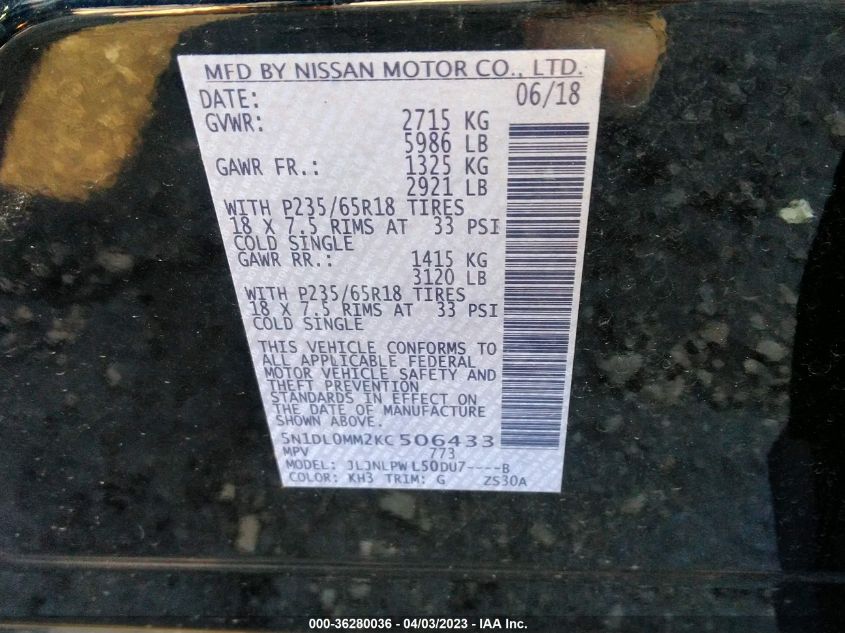 MFD BY NISSAN MOTOR CO., LTD.
DATE: 06/18
GVWR: 2715 KG
5986 LB
GAWR FR.: 1325 KG
2921 LB
WITH P235/65R18 TIRES
18 X 7.5 RIMS AT 33 PSI
COLD SINGLE
GAWR RR.: 1415 KG
3120 LB
WITH P235/65R18 TIRES
18 X 7.5 RIMS AT 33 PSI
COLD SINGLE
THIS VEHICLE CONFORMS TO
ALL APPLICABLE FEDERAL
MOTOR VEHICLE SAFETY AND
THEFT PREVENTION
STANDARDS IN EFFECT ON
THE DATE OF MANUFACTURE
SHOWN ABOVE.
5N1DL0MM2KC506433
MPV 773
MODEL: JLJNLPWL50DU7----B
COLOR: KH3 TRIM: G ZS30A
000-36280036 - 04/03/2023 - IAA Inc.